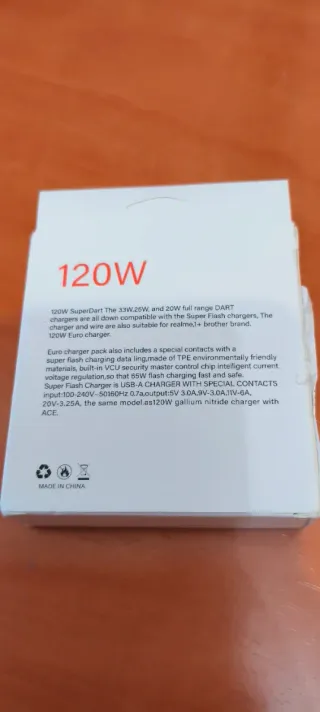 120W
120W SuperDart The 33W,25W, and 20W full range DART
chargers are all down compatible with the Super Flash chargers, The
charger and wire are also suitable for realme,1+ brother brand.
120W Euro charger.
Euro charger pack also includes a special contacts with a
super flash charging data ling,made of TPE environmentally friendly
materials, built-in VCU security master control chip intelligent current
voltage regulation,so that 65W flash charging fast and safe.
Super Flash Charger is USB-A CHARGER WITH SPECIAL CONTACTS
input:100-240V~50160Hz 0.7a,output:5V 3.0A,9V-3.0A,11V-6A,
20V-3.25A, the same model.as120W gallium nitride charger with
ACE.
MADE IN CHINA